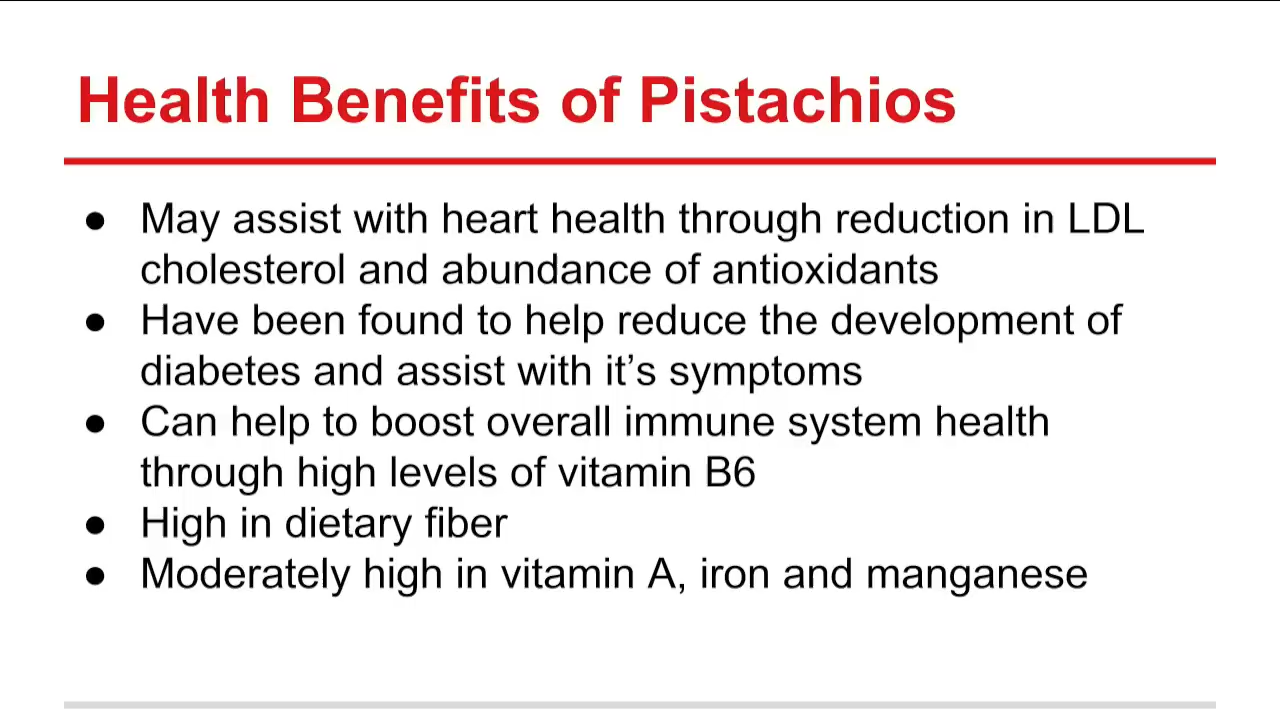 Health Benefits of Pistachios
● May assist with heart health through reduction in LDL
cholesterol and abundance of antioxidants
● Have been found to help reduce the development of
diabetes and assist with it’s symptoms
● Can help to boost overall immune system health
through high levels of vitamin B6
● High in dietary fiber
● Moderately high in vitamin A, iron and manganese